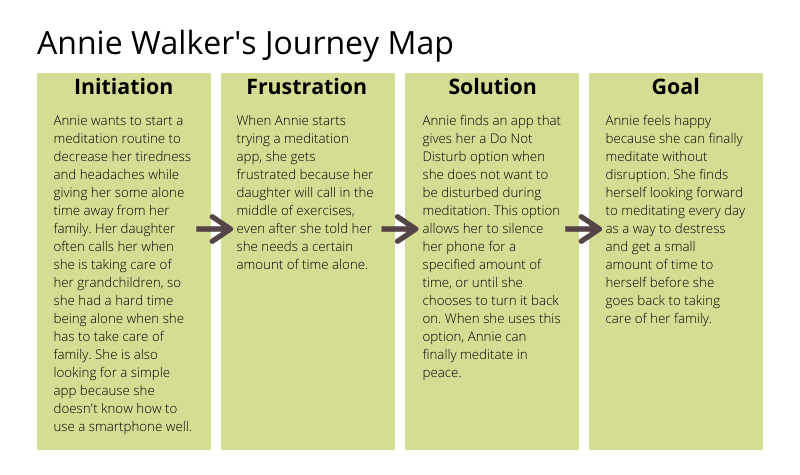 Annie Walker's Journey Map
Initiation
Annie wants to start a
meditation routine to
decrease her tiredness
and headaches while
giving her some alone
time away from her
family. Her daughter
often calls her when
she is taking care of
her grandchildren, so
she had a hard time
being alone when she
has to take care of
family. She is also
looking for a simple
app because she
doesn't know how to
use a smartphone well.
Frustration
When Annie starts
trying a meditation
app, she gets
frustrated because her
daughter will call in the
middle of exercises,
even after she told her
she needs a certain
amount of time alone.
Solution
Annie finds an app that
gives her a Do Not
Disturb option when
she does not want to
be disturbed during
meditation. This option
allows her to silence
her phone for a
specified amount of
time, or until she
chooses to turn it back
on. When she uses this
option, Annie can
finally meditate in
peace.
Goal
Annie feels happy
because she can finally
meditate without
disruption. She finds
herself looking forward
to meditating every day
as a way to destress
and get a small
amount of time to
herself before she
goes back to taking
care of her family.